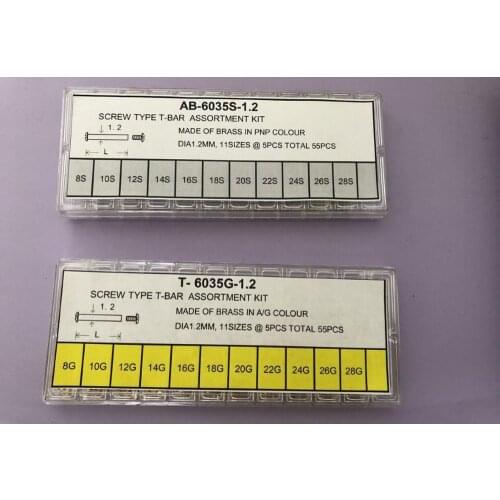 AB-6035S-1.2
SCREW TYPE T-BAR ASSORTMENT KIT
1. 2
MADE OF BRASS IN PNP COLOUR
L
DIA1.2MM, 11SIZES @ 5PCS TOTAL 55PCS
8S 10S 12S 14S 16S 18S 20S 22S 24S 26S 28S
T- 6035G-1.2
SCREW TYPE T-BAR ASSORTMENT KIT
1. 2
MADE OF BRASS IN A/G COLOUR
DIA1.2MM, 11SIZES @ 5PCS TOTAL 55PCS
L
8G 10G 12G 14G 16G 18G 20G 22G 24G 26G 28G